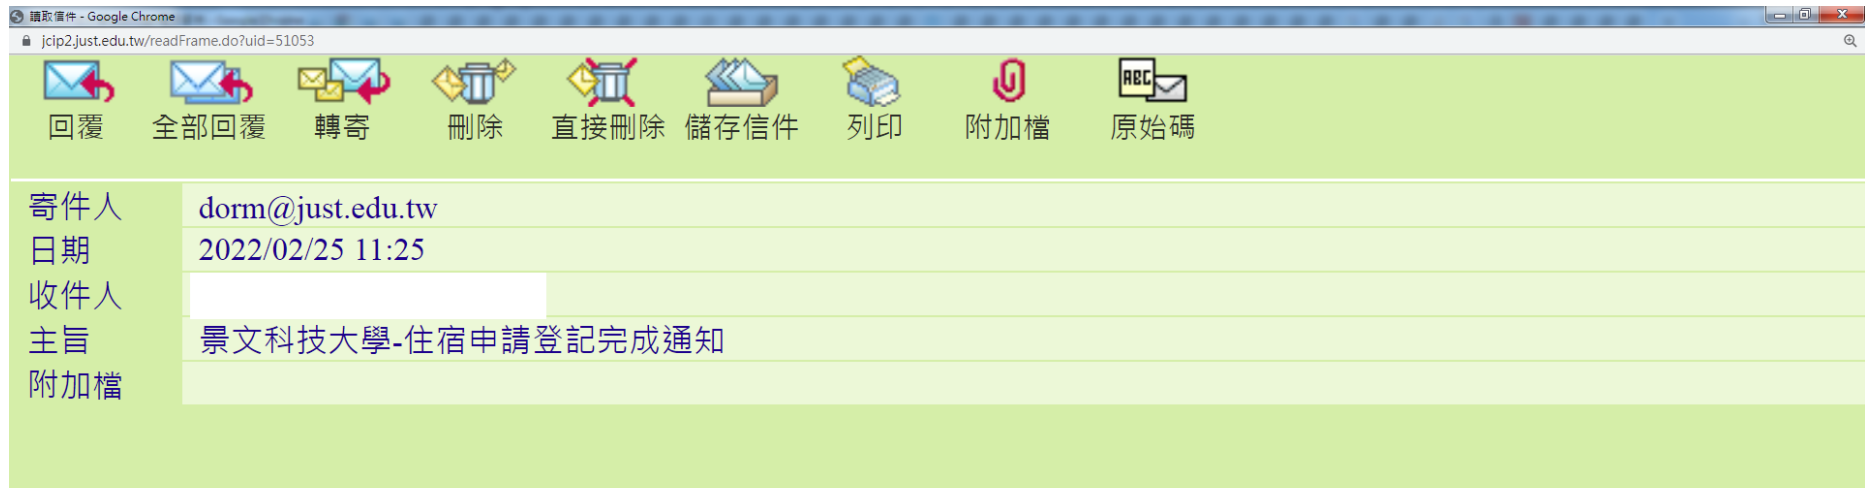 讀取信件 - Google Chrome
jcip2.just.edu.tw/readFrame.do?uid=51053
回覆 全部回覆 轉寄 刪除 直接刪除 儲存信件 列印 附加檔 ABC 原始碼
寄件人 dorm@just.edu.tw
日期 2022/02/25 11:25
收件人
主旨 景文科技大學-住宿申請登記完成通知
附加檔